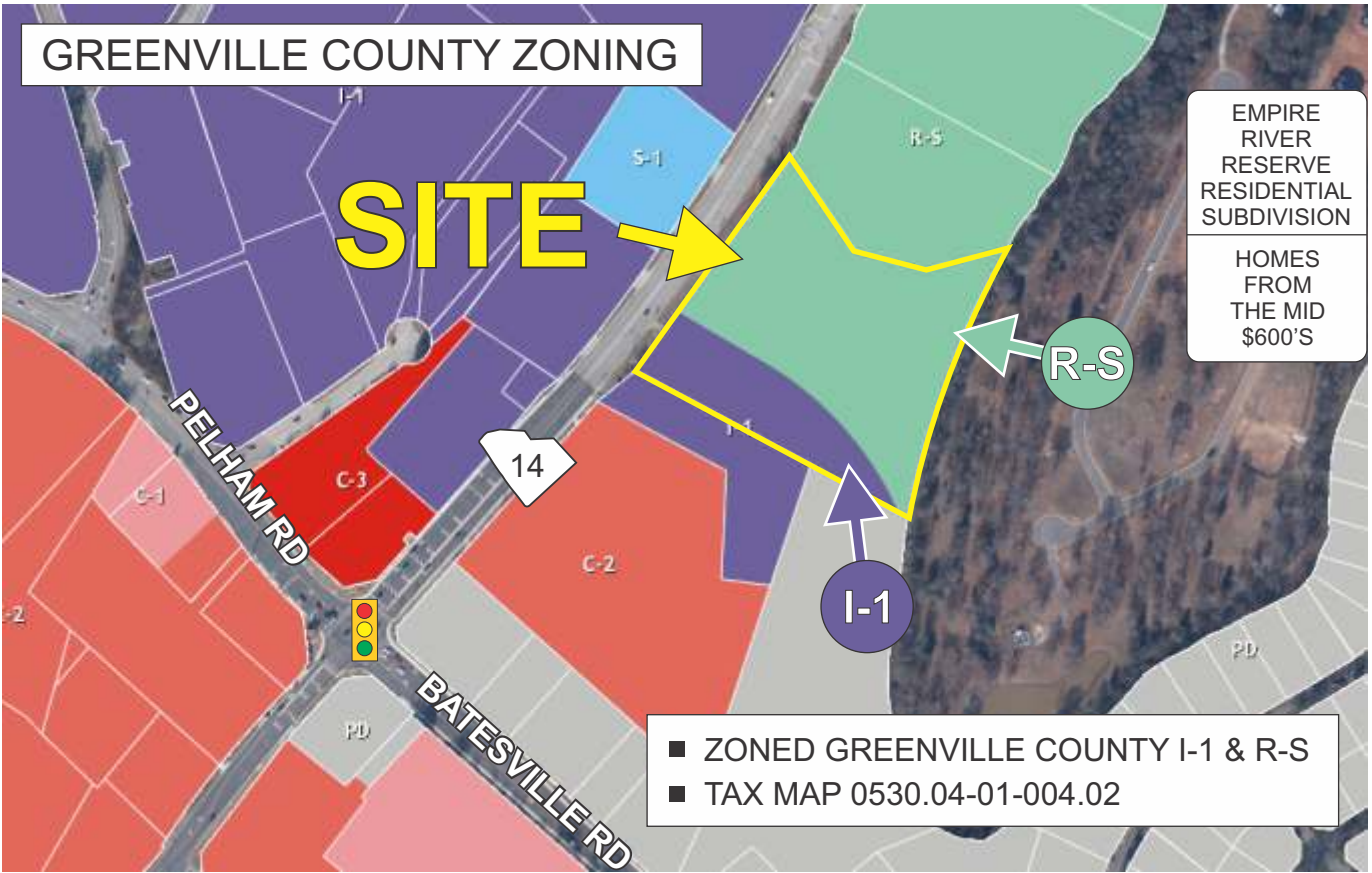 GREENVILLE COUNTY ZONING
I-1
S-1
R-S
EMPIRE
RIVER
RESERVE
RESIDENTIAL
SUBDIVISION
HOMES
FROM
THE MID
$600'S
SITE
R-S
PELHAM RD
I-1
14
C-3
C-1
C-2
-2
I-1
PD
PD
BATESVILLE RD
■ ZONED GREENVILLE COUNTY I-1 & R-S
■ TAX MAP 0530.04-01-004.02